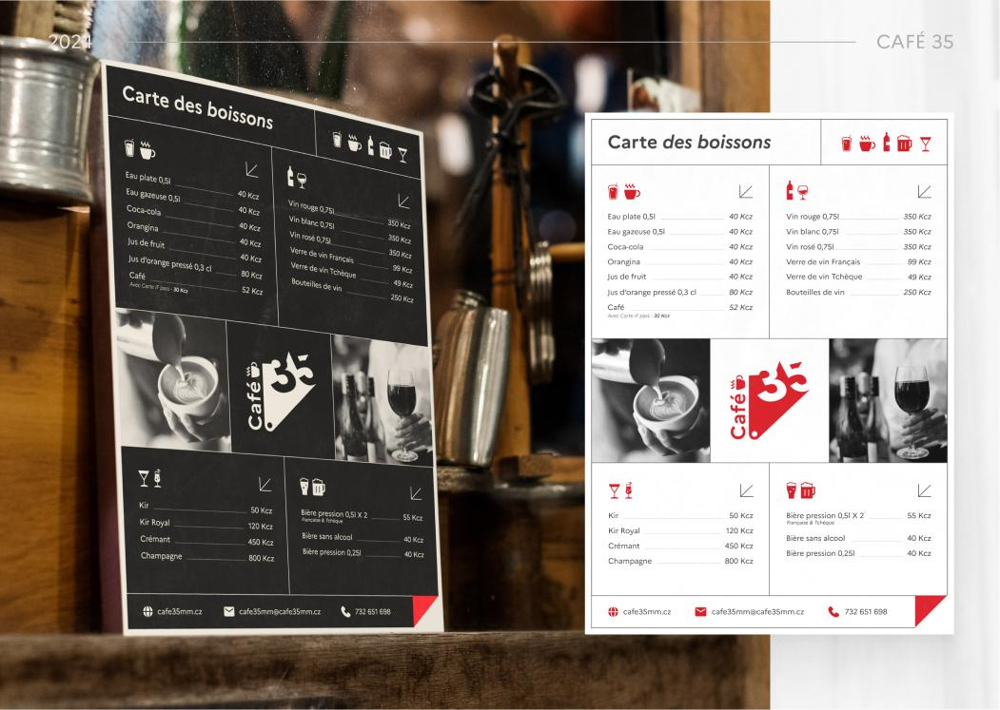 2024
CAFÉ 35
Carte des boissons
Eau plate 0,5l 40 Kcz
Eau gazeuse 0,5l 40 Kcz
Coca-cola 40 Kcz
Orangina 40 Kcz
Jus de fruit 40 Kcz
Jus d'orange pressé 0,3 cl 80 Kcz
Café 52 Kcz
Avec Carte IF pars - 30 Kcz
Vin rouge 0,75l 350 Kcz
Vin blanc 0,75l 350 Kcz
Vin rosé 0,75l 350 Kcz
Verre de vin Français 99 Kcz
Verre de vin Tchèque 49 Kcz
Bouteilles de vin 250 Kcz
Café 35
Kir 50 Kcz
Kir Royal 120 Kcz
Crémant 450 Kcz
Champagne 800 Kcz
Bière pression 0,5l X 2 55 Kcz
Française & Tchèque
Bière sans alcool 40 Kcz
Bière pression 0,25l 40 Kcz
cafe35mm.cz cafe35mm@cafe35mm.cz 732 651 698
Carte des boissons
Eau plate 0,5l 40 Kcz
Eau gazeuse 0,5l 40 Kcz
Coca-cola 40 Kcz
Orangina 40 Kcz
Jus de fruit 40 Kcz
Jus d'orange pressé 0,3 cl 80 Kcz
Café 52 Kcz
Avec Carte IF pars - 30 Kcz
Vin rouge 0,75l 350 Kcz
Vin blanc 0,75l 350 Kcz
Vin rosé 0,75l 350 Kcz
Verre de vin Français 99 Kcz
Verre de vin Tchèque 49 Kcz
Bouteilles de vin 250 Kcz
Café 35
Kir 50 Kcz
Kir Royal 120 Kcz
Crémant 450 Kcz
Champagne 800 Kcz
Bière pression 0,5l X 2 55 Kcz
Française & Tchèque
Bière sans alcool 40 Kcz
Bière pression 0,25l 40 Kcz
cafe35mm.cz cafe35mm@cafe35mm.cz 732 651 698